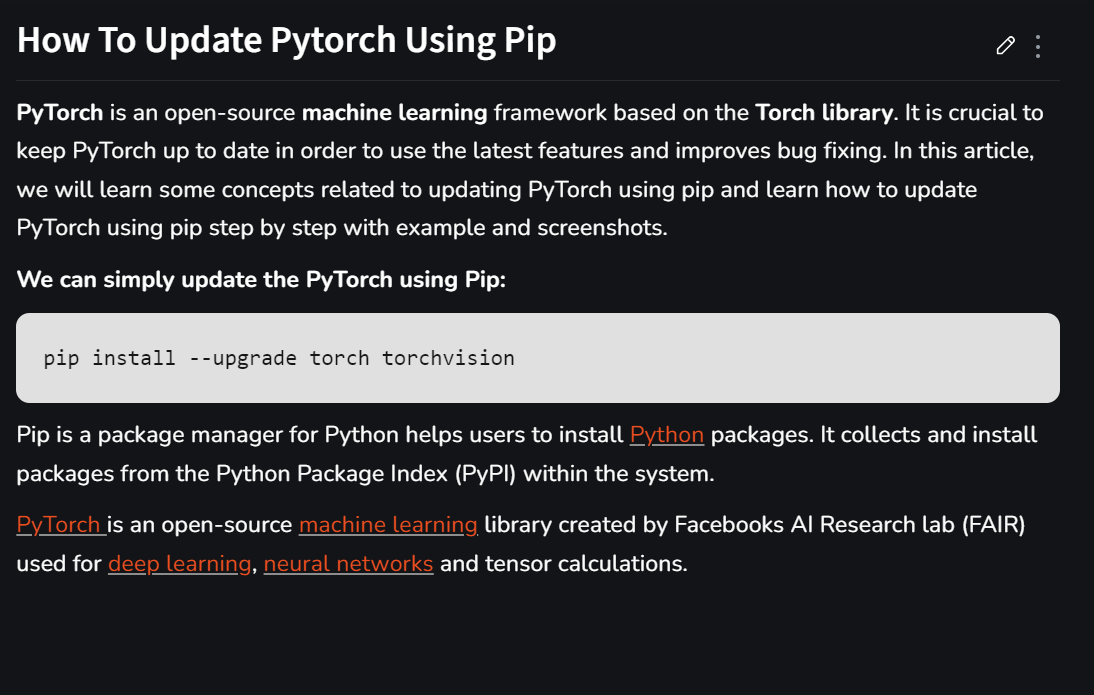 How To Update Pytorch Using Pip
PyTorch is an open-source machine learning framework based on the Torch library. It is crucial to
keep PyTorch up to date in order to use the latest features and improves bug fixing. In this article,
we will learn some concepts related to updating PyTorch using pip and learn how to update
PyTorch using pip step by step with example and screenshots.
We can simply update the PyTorch using Pip:
pip install --upgrade torch torchvision
Pip is a package manager for Python helps users to install Python packages. It collects and install
packages from the Python Package Index (PyPI) within the system.
PyTorch is an open-source machine learning library created by Facebooks AI Research lab (FAIR)
used for deep learning, neural networks and tensor calculations.